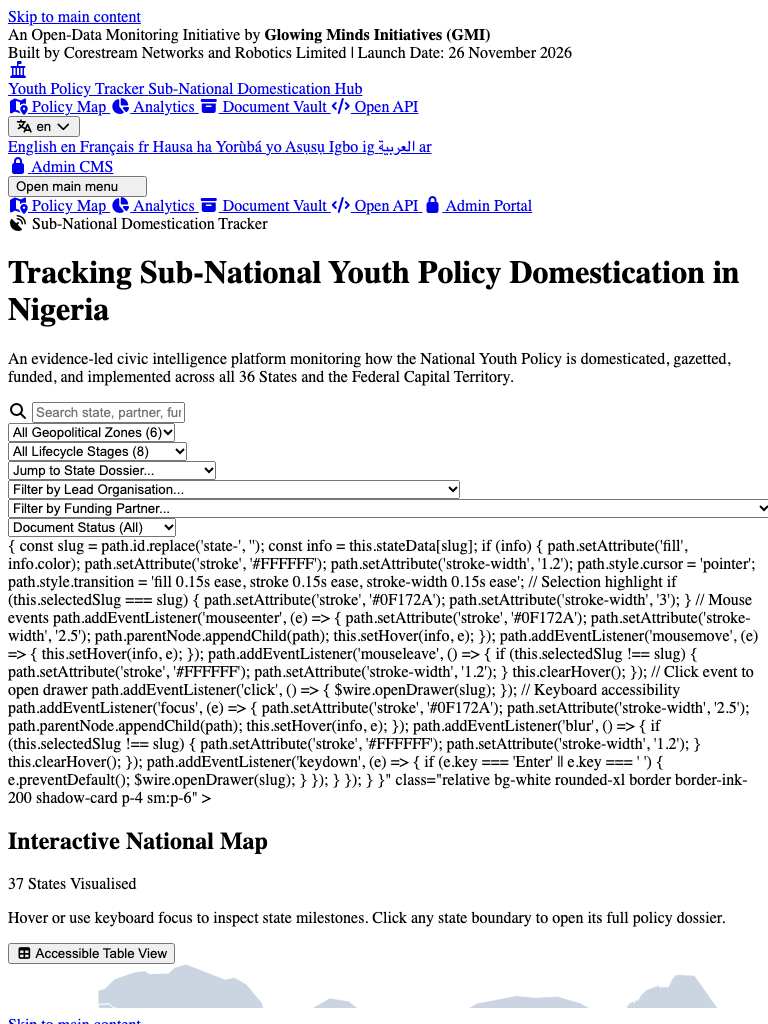 Skip to main content
An Open-Data Monitoring Initiative by Glowing Minds Initiatives (GMI)
Built by Corestream Networks and Robotics Limited | Launch Date: 26 November 2026
Youth Policy Tracker Sub-National Domestication Hub
Policy Map Analytics Document Vault Open API
en
English en Français fr Hausa ha Yorùbá yo Asụsụ Igbo ig العربية ar
Admin CMS
Open main menu
Policy Map Analytics Document Vault Open API Admin Portal
Sub-National Domestication Tracker
Tracking Sub-National Youth Policy Domestication in
Nigeria
An evidence-led civic intelligence platform monitoring how the National Youth Policy is domesticated, gazetted,
funded, and implemented across all 36 States and the Federal Capital Territory.
Search state, partner,
All Geopolitical Zones (6)
All Lifecycle Stages (8)
Jump to State Dossier...
Filter by Lead Organisation...
Filter by Funding Partner...
Document Status (All)
{ const slug = path.id.replace('state-', ''); const info = this.stateData[slug]; if (info) { path.setAttribute('fill',
info.color); path.setAttribute('stroke', '#FFFFFF'); path.setAttribute('stroke-width', '1.2'); path.style.cursor = 'pointer';
path.style.transition = 'fill 0.15s ease, stroke 0.15s ease, stroke-width 0.15s ease'; // Selection highlight if
(this.selectedSlug === slug) { path.setAttribute('stroke', '#0F172A'); path.setAttribute('stroke-width', '3'); } // Mouse
events path.addEventListener('mouseenter', (e) => { path.setAttribute('stroke', '#0F172A'); path.setAttribute('stroke-
width', '2.5'); path.parentNode.appendChild(path); this.setHover(info, e); }); path.addEventListener('mousemove', (e)
=> { this.setHover(info, e); }); path.addEventListener('mouseleave', () => { if (this.selectedSlug !== slug) {
path.setAttribute('stroke', '#FFFFFF'); path.setAttribute('stroke-width', '1.2'); } this.clearHover(); }); // Click event to
open drawer path.addEventListener('click', () => { $wire.openDrawer(slug); }); // Keyboard accessibility
path.addEventListener('focus', (e) => { path.setAttribute('stroke', '#0F172A'); path.setAttribute('stroke-width', '2.5');
path.parentNode.appendChild(path); this.setHover(info, e); }); path.addEventListener('blur', () => { if
(this.selectedSlug !== slug) { path.setAttribute('stroke', '#FFFFFF'); path.setAttribute('stroke-width', '1.2'); }
this.clearHover(); }); path.addEventListener('keydown', (e) => { if (e.key === 'Enter' || e.key === ' ') {
e.preventDefault(); $wire.openDrawer(slug); } }); } }); } }" class="relative bg-white rounded-xl border border-ink-
200 shadow-card p-4 sm:p-6" >
Interactive National Map
37 States Visualised
Hover or use keyboard focus to inspect state milestones. Click any state boundary to open its full policy dossier.
Accessible Table View
Skip to main content